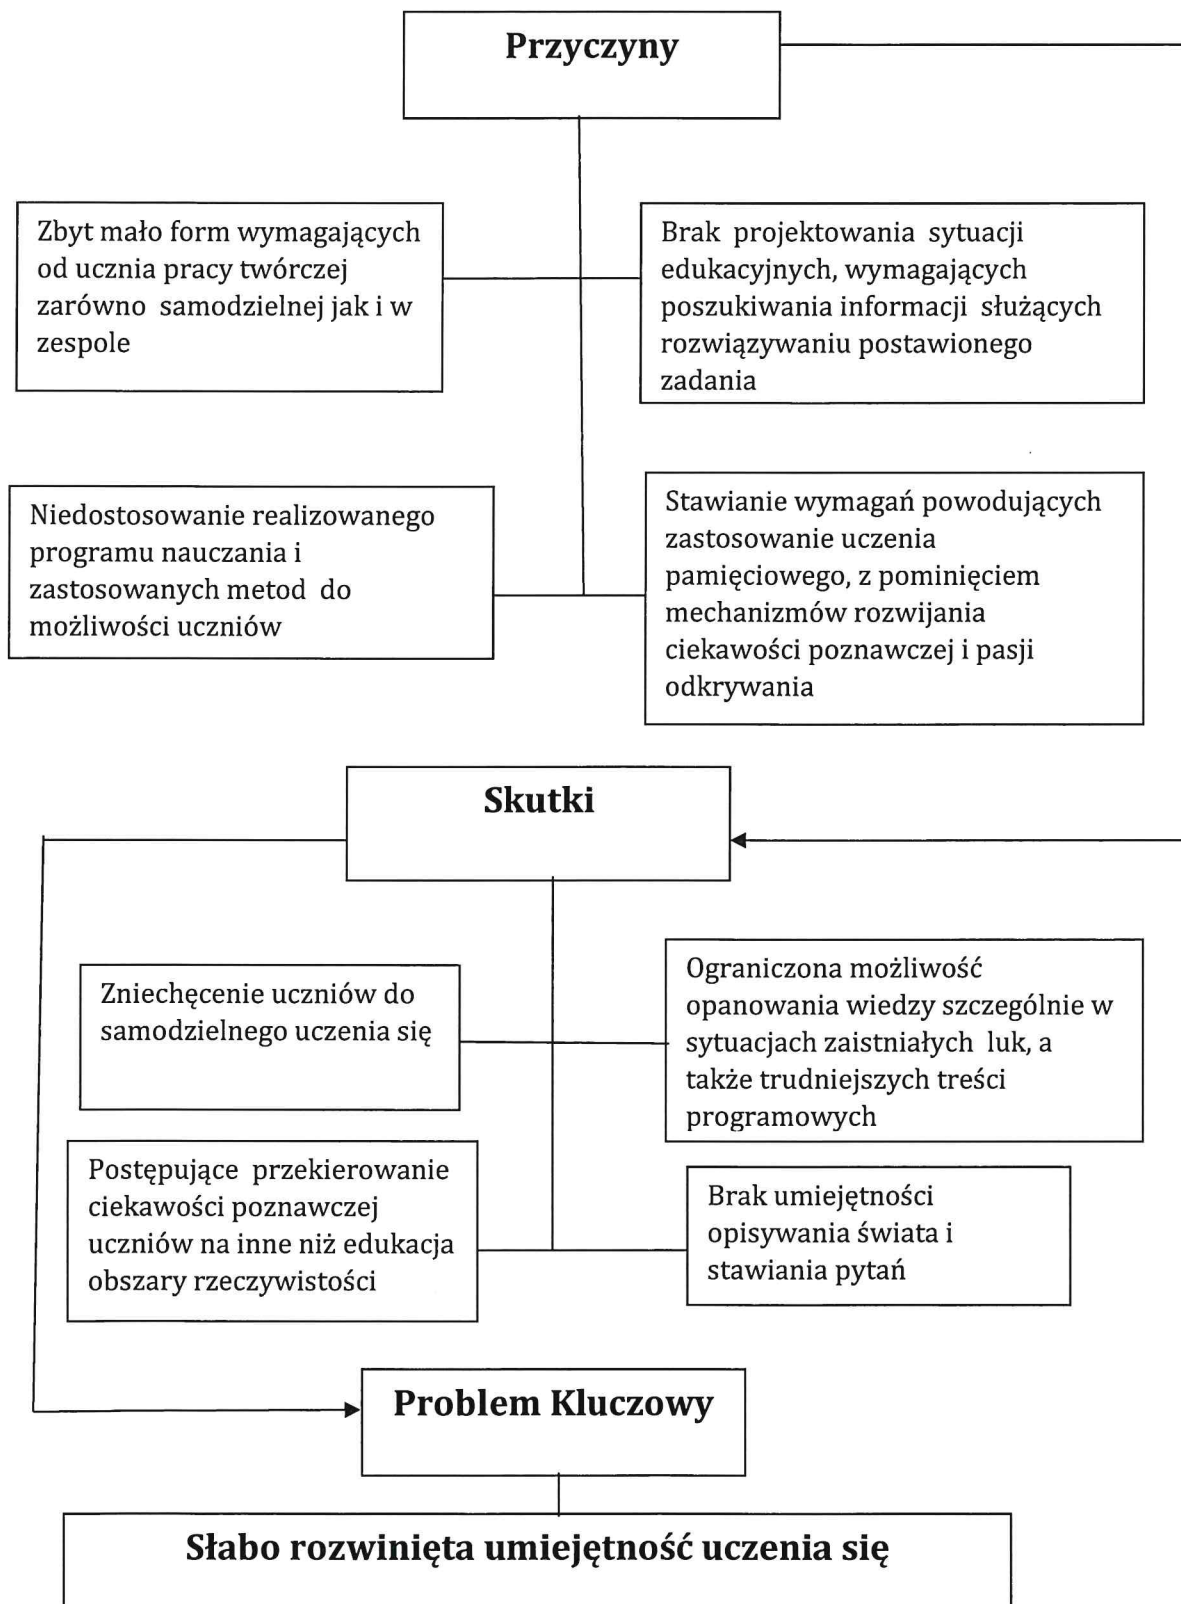 Przyczyny
Zbyt mało form wymagających
od ucznia pracy twórczej
zarówno samodzielnej jak i w
zespole
Brak projektowania sytuacji
edukacyjnych, wymagających
poszukiwania informacji służących
rozwiązywaniu postawionego
zadania
Niedostosowanie realizowanego
programu nauczania i
zastosowanych metod do
możliwości uczniów
Stawianie wymagań powodujących
zastosowanie uczenia
pamięciowego, z pominięciem
mechanizmów rozwijania
ciekawości poznawczej i pasji
odkrywania
Skutki
Zniechęcenie uczniów do
samodzielnego uczenia się
Ograniczona możliwość
opanowania wiedzy szczególnie w
sytuacjach zaistniałych luk, a
także trudniejszych treści
programowych
Postępujące przekierowanie
ciekawości poznawczej
uczniów na inne niż edukacja
obszary rzeczywistości
Brak umiejętności
opisywania świata i
stawiania pytań
Problem Kluczowy
Słabo rozwinięta umiejętność uczenia się